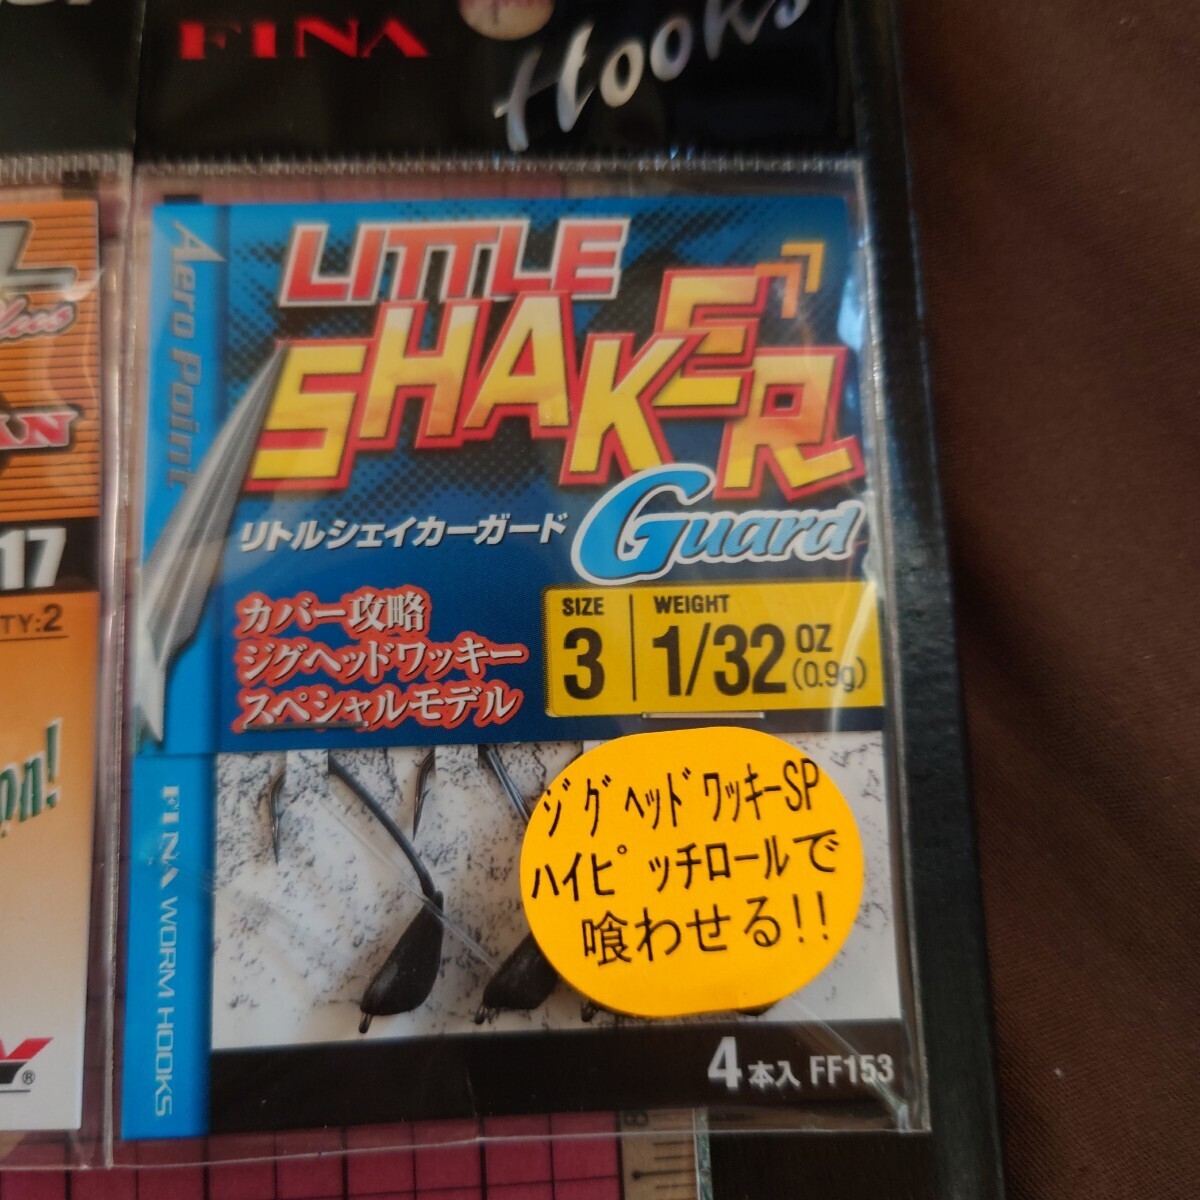 FINA
Hooks
Aero Point
LITTLE
SHAKER
Guard
リトルシェイカーガード
カバー攻略
ジグヘッドワッキー
スペシャルモデル
SIZE
3
WEIGHT
1/32 OZ
(0.9g)
ジグヘッドワッキーSP
ハイピッチロールで
喰わせる!!
FINA WORM HOOKS
4本入 FF153
17
TY:2
®